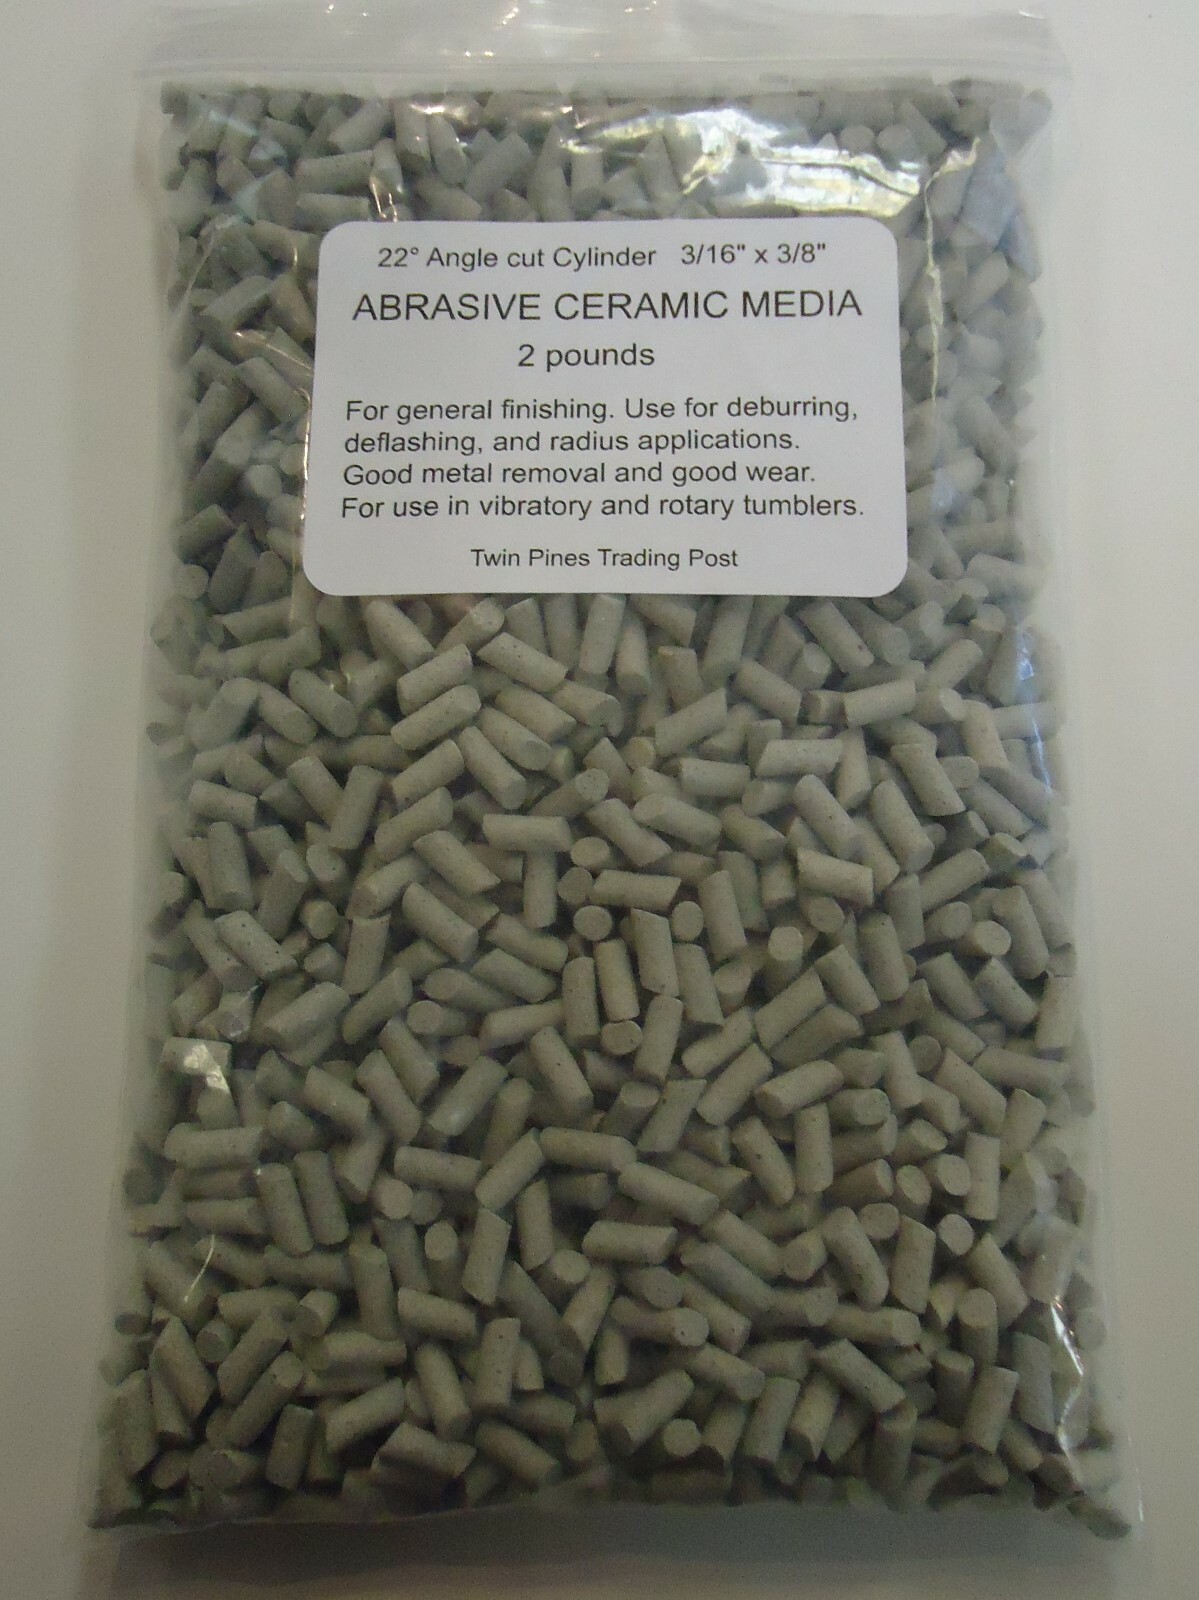 22° Angle cut Cylinder 3/16" x 3/8"
ABRASIVE CERAMIC MEDIA
2 pounds
For general finishing. Use for deburring,
deflashing, and radius applications.
Good metal removal and good wear.
For use in vibratory and rotary tumblers.
Twin Pines Trading Post